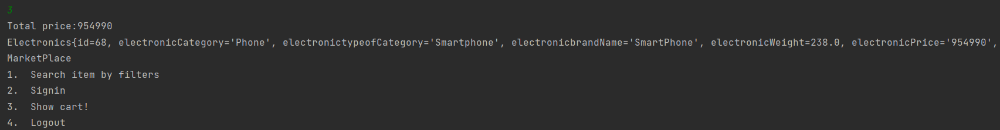 3
Total price:954990
Electronics{id=68, electronicCategory='Phone', electronictypeofCategory='Smartphone', electronicbrandName='SmartPhone', electronicWeight=238.0, electronicPrice='954990',
MarketPlace
1.  Search item by filters
2.  Signin
3.  Show cart!
4.  Logout